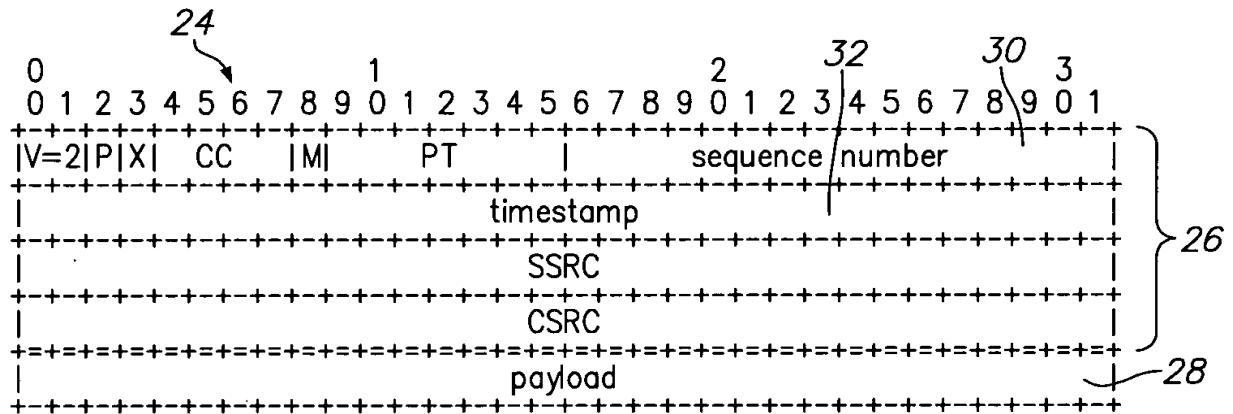 24
32
30
0 1 2 3
0 1 2 3 4 5 6 7 8 9 0 1 2 3 4 5 6 7 8 9 0 1 2 3 4 5 6 7 8 9 0 1
+-+-+-+-+-+-+-+-+-+-+-+-+-+-+-+-+-+-+-+-+-+-+-+-+-+-+-+-+-+-+-+-+
|V=2|P|X| CC |M| PT | sequence number |
+-+-+-+-+-+-+-+-+-+-+-+-+-+-+-+-+-+-+-+-+-+-+-+-+-+-+-+-+-+-+-+-+
| timestamp |
+-+-+-+-+-+-+-+-+-+-+-+-+-+-+-+-+-+-+-+-+-+-+-+-+-+-+-+-+-+-+-+-+
| SSRC |
26
+-+-+-+-+-+-+-+-+-+-+-+-+-+-+-+-+-+-+-+-+-+-+-+-+-+-+-+-+-+-+-+-+
| CSRC |
+=+=+=+=+=+=+=+=+=+=+=+=+=+=+=+=+=+=+=+=+=+=+=+=+=+=+=+=+=+=+=+=+
| payload |
28
+-+-+-+-+-+-+-+-+-+-+-+-+-+-+-+-+-+-+-+-+-+-+-+-+-+-+-+-+-+-+-+-+